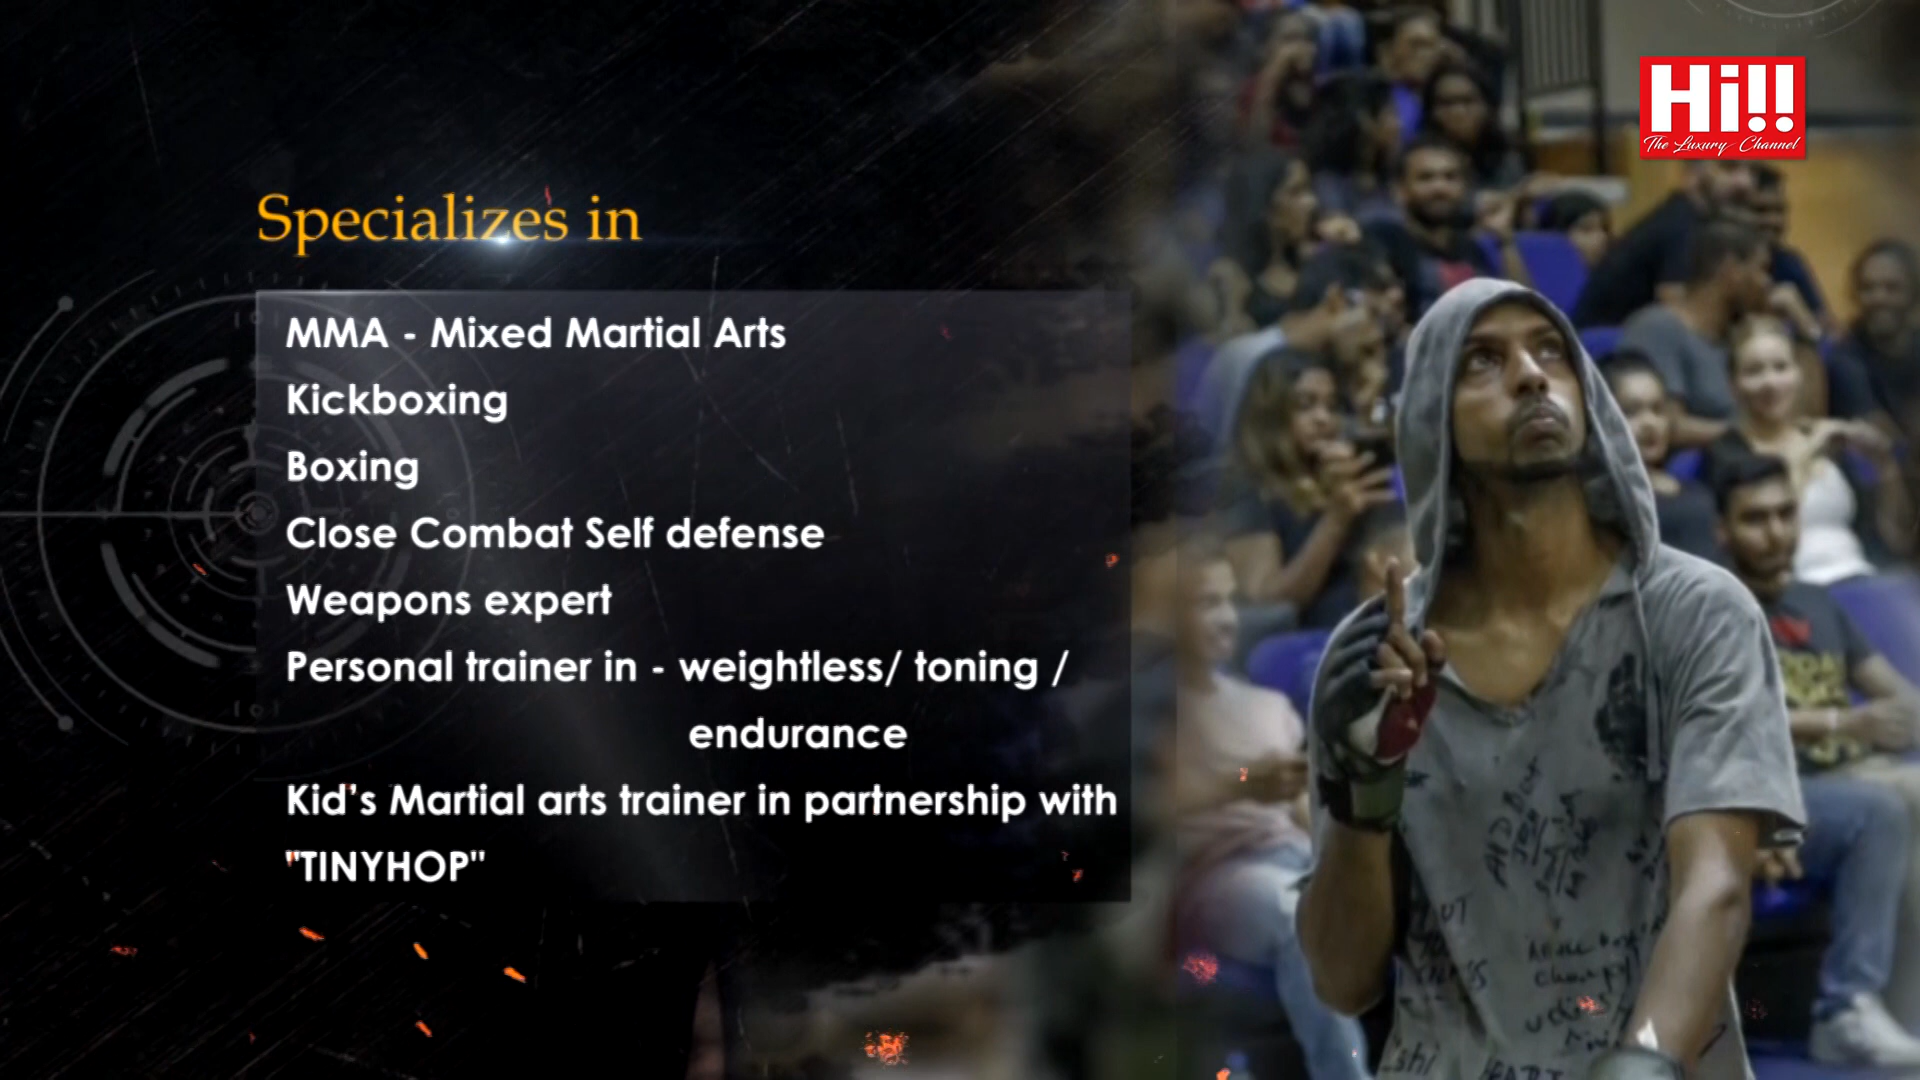 Hi!!
The Luxury Channel
Specializes in
MMA - Mixed Martial Arts
Kickboxing
Boxing
Close Combat Self defense
Weapons expert
Personal trainer in - weightless/ toning /
endurance
Kid's Martial arts trainer in partnership with
"TINYHOP"